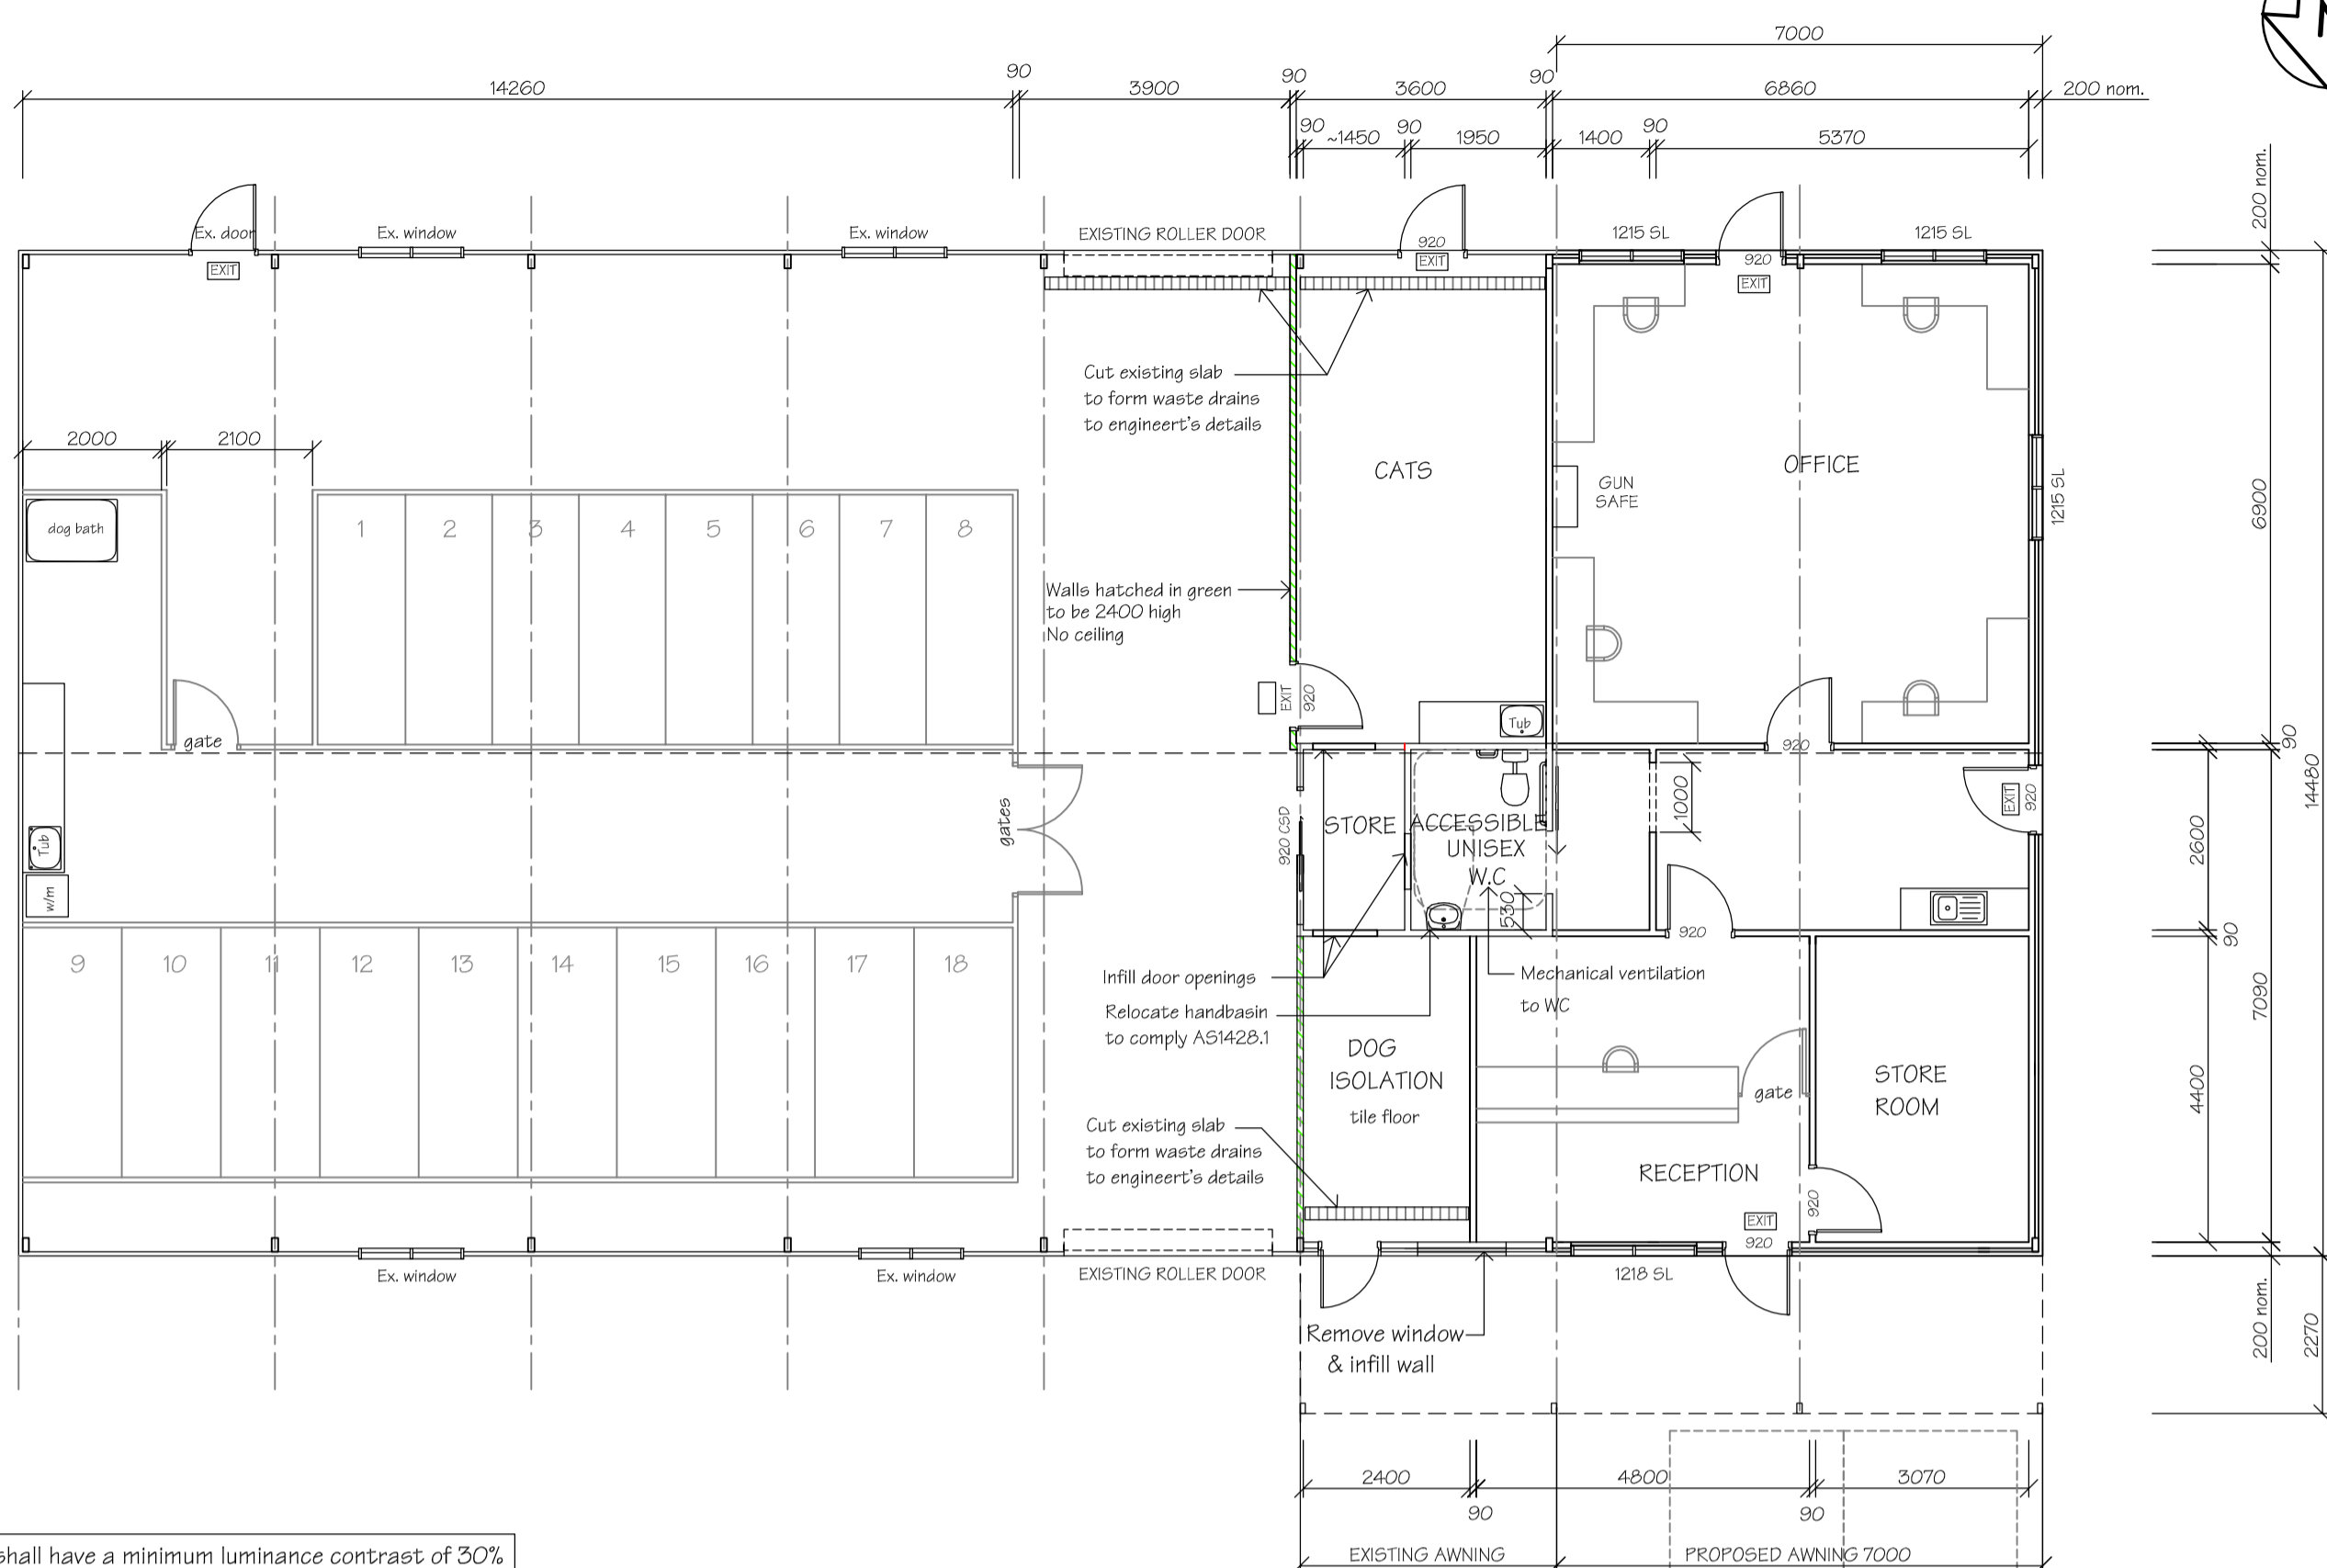 7000
14260
90
3900
90
3600
90
6860
200 nom.
90
~1450
90
1950
1400
90
5370
200 nom.
Ex. door
EXIT
Ex. window
Ex. window
EXISTING ROLLER DOOR
920
EXIT
1215 SL
920
EXIT
1215 SL
Cut existing slab
to form waste drains
to engineert's details
2000
2100
CATS
OFFICE
GUN
SAFE
1215 SL
6900
dog bath
1
2
3
4
5
6
7
8
Walls hatched in green
to be 2400 high
No ceiling
EXIT
920
Tub
gate
920
90
14480
gates
920 CSD
STORE
ACCESSIBLE
UNISEX
W.C
530
1000
EXIT
920
2600
Tub
w/m
920
90
9
10
11
12
13
14
15
16
17
18
Infill door openings
Mechanical ventilation
to WC
Relocate handbasin
to comply AS1428.1
7090
DOG
ISOLATION
tile floor
gate
STORE
ROOM
4400
Cut existing slab
to form waste drains
to engineert's details
RECEPTION
920
EXIT
920
Ex. window
Ex. window
EXISTING ROLLER DOOR
1218 SL
200 nom.
2270
Remove window
& infill wall
2400
90
4800
90
3070
EXISTING AWNING
PROPOSED AWNING 7000
shall have a minimum luminance contrast of 30%